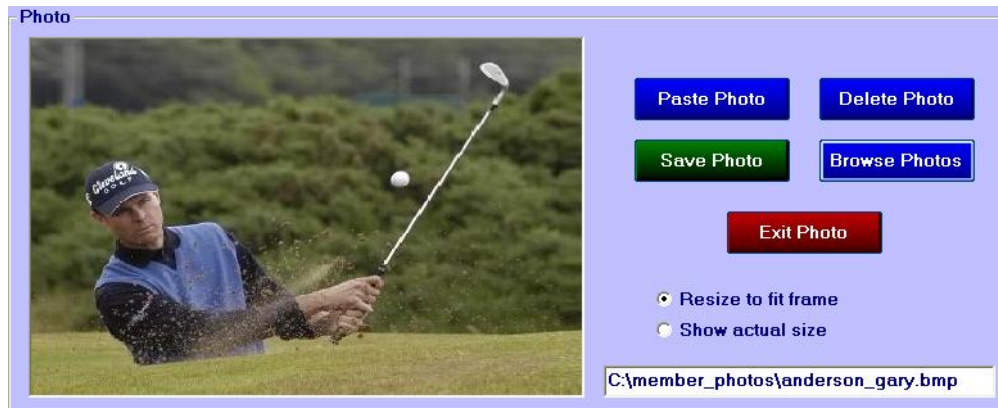 Photo
Cleveland
GOLF
Paste Photo
Delete Photo
Save Photo
Browse Photos
Exit Photo
Resize to fit frame
Show actual size
C:\member_photos\anderson_gary.bmp